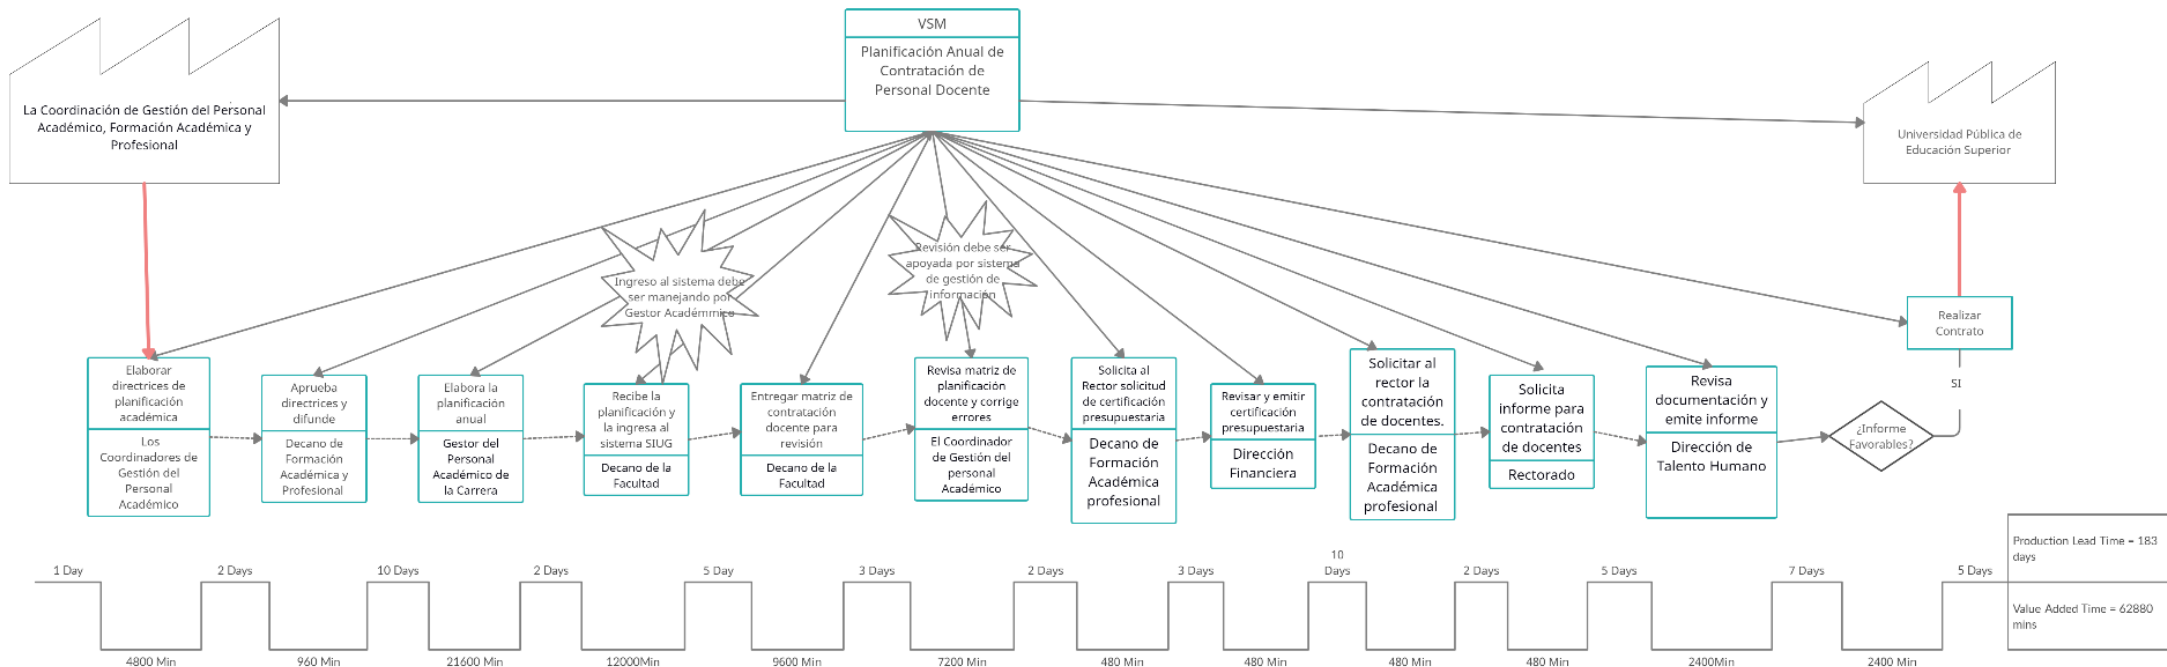 VSM
Planificación Anual de
Contratación de
Personal Docente
La Coordinación de Gestión del Personal
Académico, Formación Académica y
Profesional
Universidad Pública de
Educación Superior
Ingreso al sistema debe
ser manejando por
Gestor Académmico
Revisión debe ser
apoyada por sistema
de gestión de
información
Realizar
Contrato
SI
¿Informe
Favorables?
Elaborar
directrices de
planificación
académica
Los
Coordinadores de
Gestión del
Personal
Académico
Aprueba
directrices y
difunde
Decano de
Formación
Académica y
Profesional
Elabora la
planificación
anual
Gestor del
Personal
Académico de
la Carrera
Recibe la
planificación y
la ingresa al
sistema SIUG
Decano de la
Facultad
Entregar matriz de
contratación
docente para
revisión
Decano de la
Facultad
Revisa matriz de
planificación
docente y corrige
errores
El Coordinador
de Gestión del
personal
Académico
Solicita al
Rector solicitud
de certificación
presupuestaria
Decano de
Formación
Académica
profesional
Revisar y emitir
certificación
presupuestaria
Dirección
Financiera
Solicitar al
rector la
contratación
de docentes.
Decano de
Formación
Académica
profesional
Solicita
informe para
contratación
de docentes
Rectorado
Revisa
documentación y
emite informe
Dirección de
Talento Humano
1 Day
2 Days
10 Days
2 Days
5 Day
3 Days
2 Days
3 Days
10
Days
2 Days
5 Days
7 Days
5 Days
4800 Min
960 Min
21600 Min
12000Min
9600 Min
7200 Min
480 Min
480 Min
480 Min
480 Min
2400Min
2400 Min
Production Lead Time = 183
days
Value Added Time = 62880
mins